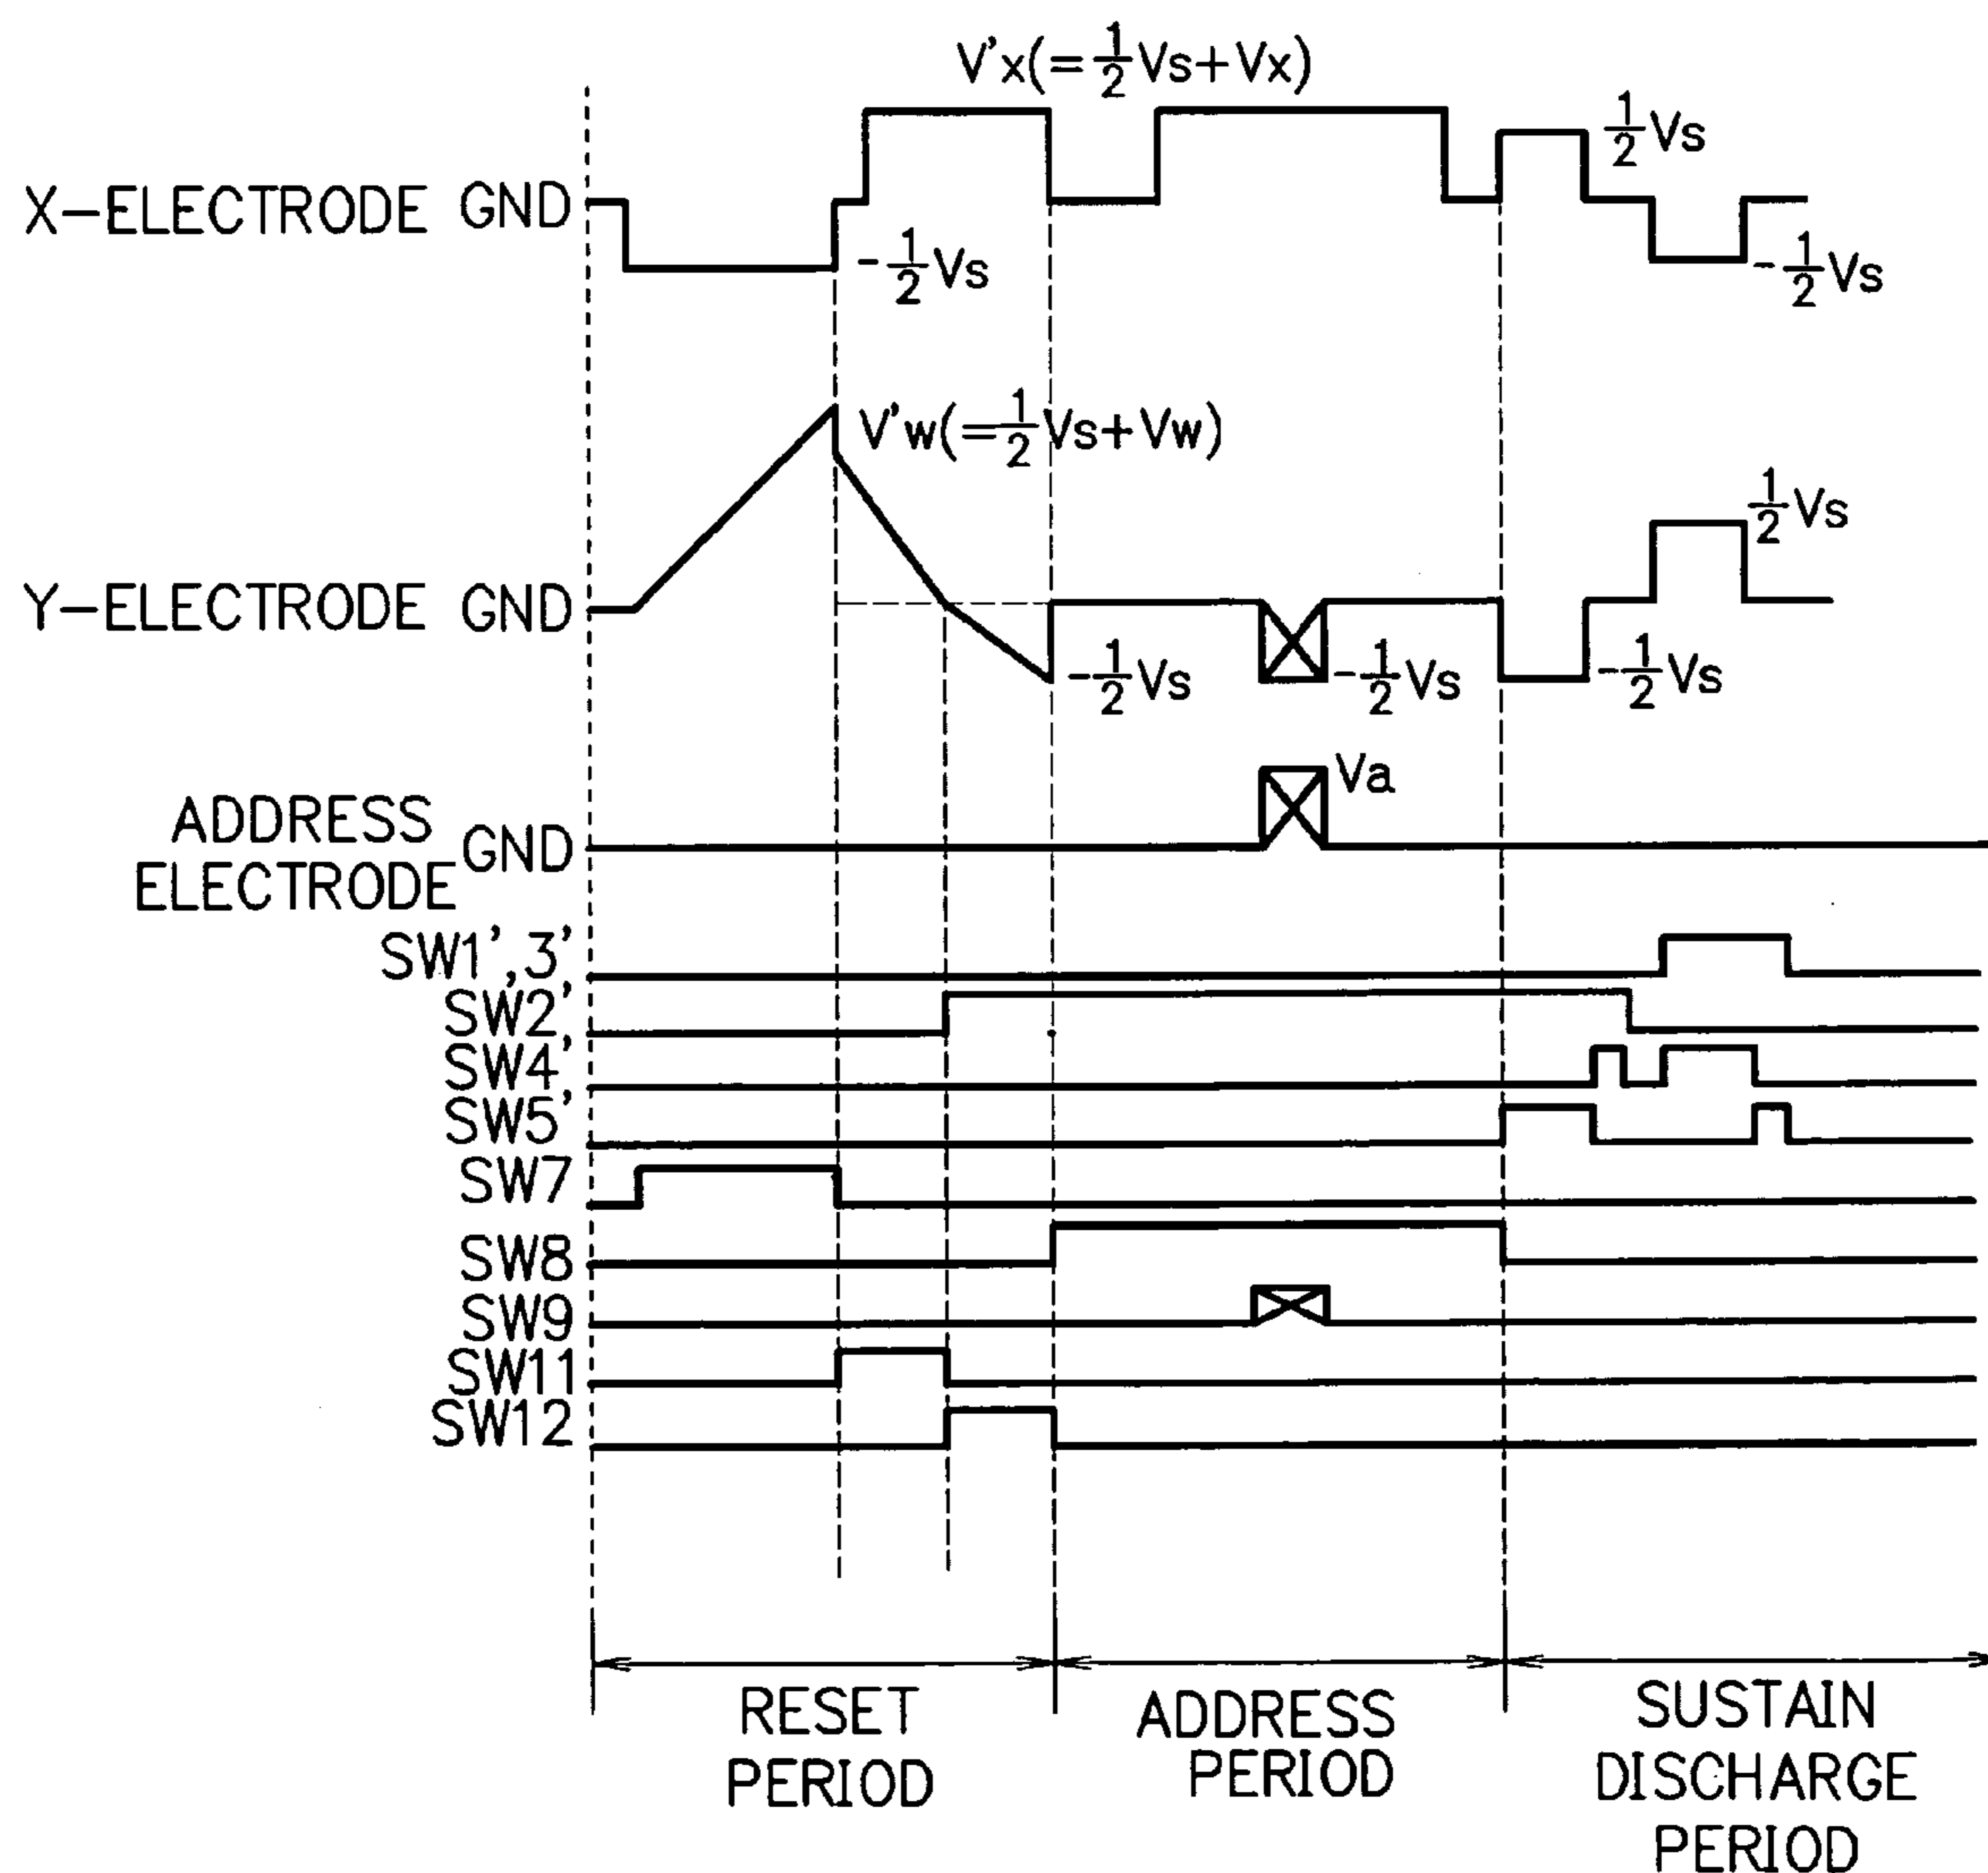 V'x(=1/2Vs+Vx)
1/2Vs
X-ELECTRODE GND
-1/2Vs
-1/2Vs
V'w(=1/2Vs+Vw)
1/2Vs
Y-ELECTRODE GND
-1/2Vs
-1/2Vs
-1/2Vs
Va
ADDRESS
ELECTRODE
GND
SW1',3'
SW2'
SW4'
SW5'
SW7
SW8
SW9
SW11
SW12
RESET
PERIOD
ADDRESS
PERIOD
SUSTAIN
DISCHARGE
PERIOD